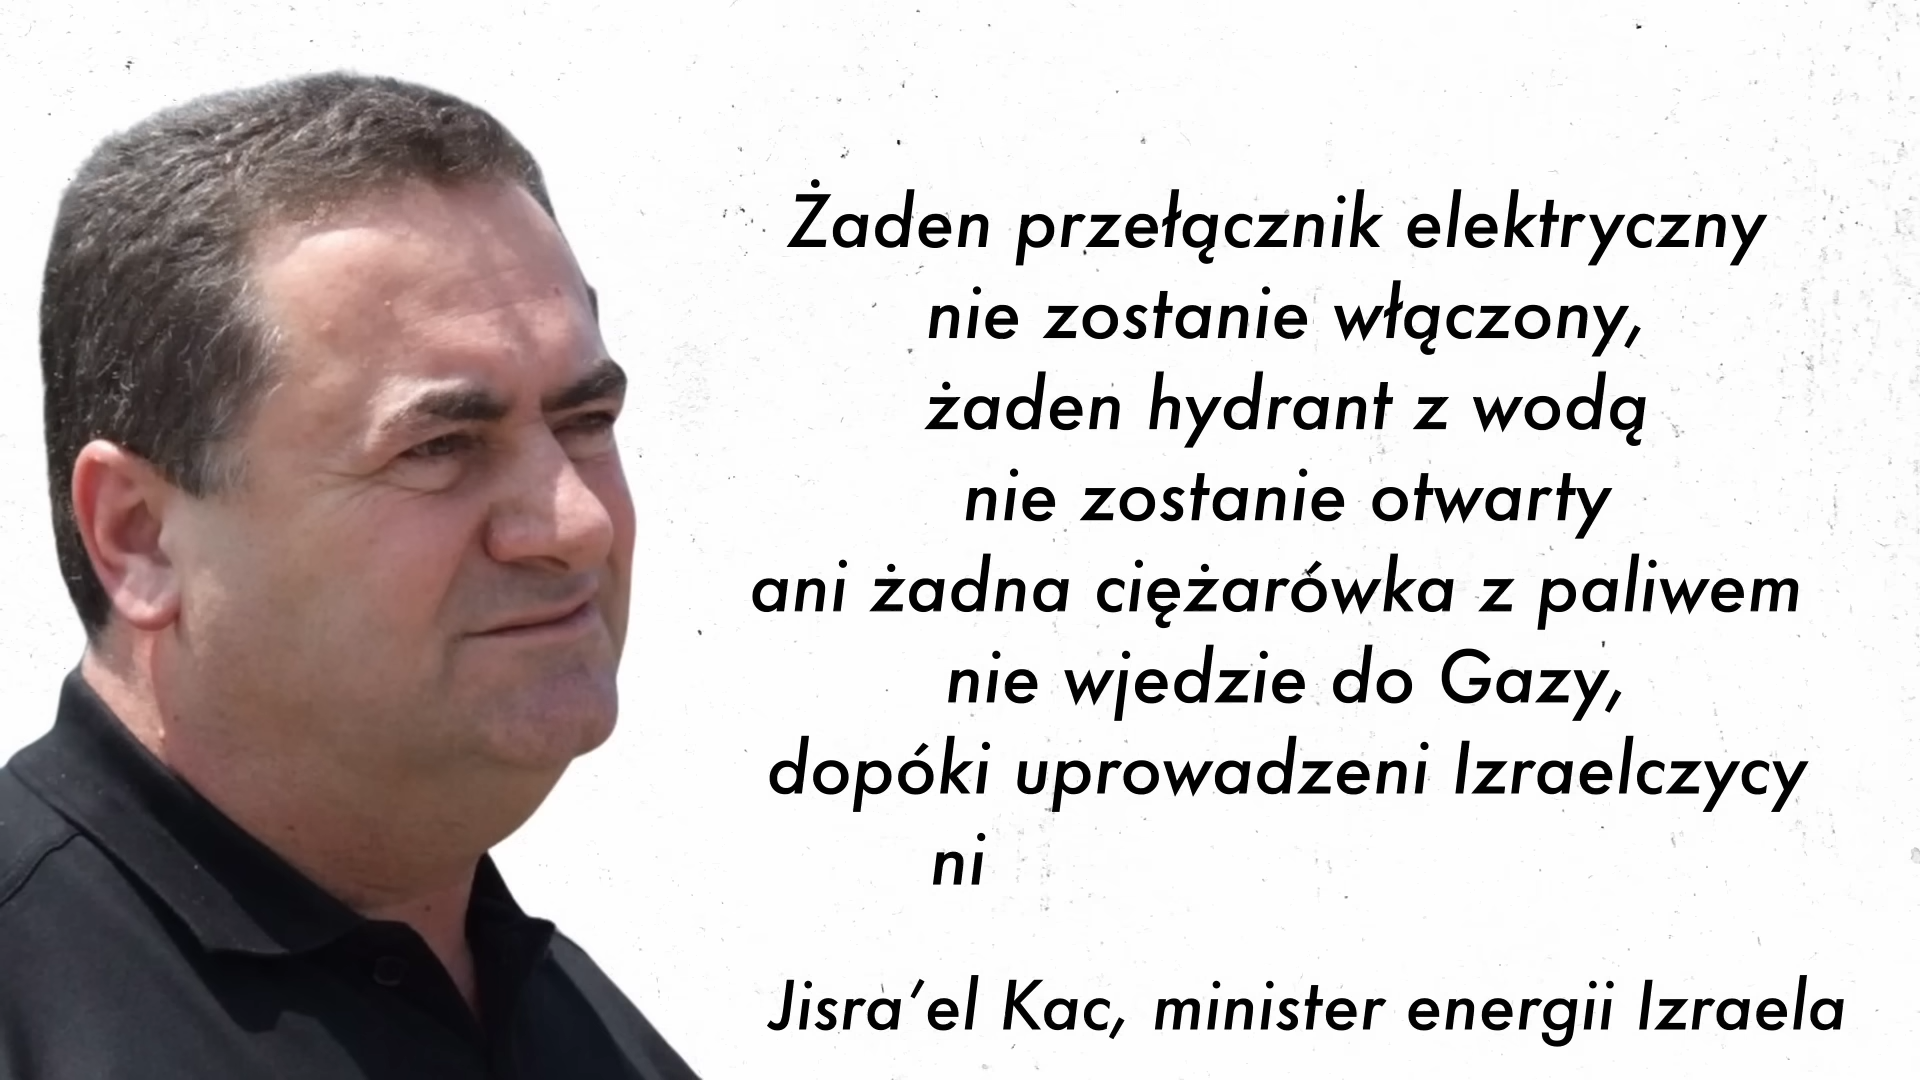 Żaden przełącznik elektryczny
nie zostanie włączony,
żaden hydrant z wodą
nie zostanie otwarty
ani żadna ciężarówka z paliwem
nie wjedzie do Gazy,
dopóki uprowadzeni Izraelczycy
ni
Jisra’el Kac, minister energii Izraela